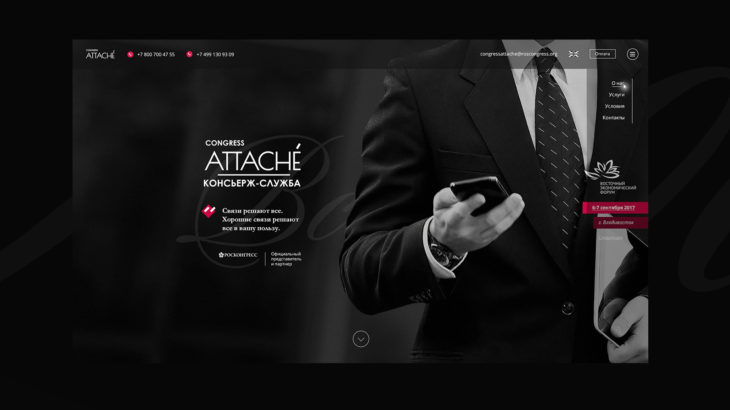 CONGRESS
ATTACHÉ
+7 800 700 47 55
+7 499 130 93 09
congressattache@roscongress.org
Оплата
О нас
Услуги
Условия
Контакты
CONGRESS
ATTACHÉ
КОНСЬЕРЖ-СЛУЖБА
Связи решают все.
Хорошие связи решают
все в вашу пользу.
РОСКОНГРЕСС
Официальный
представитель
и партнер
ВОСТОЧНЫЙ
ЭКОНОМИЧЕСКИЙ
ФОРУМ
6-7 сентября 2017
г. Владивосток